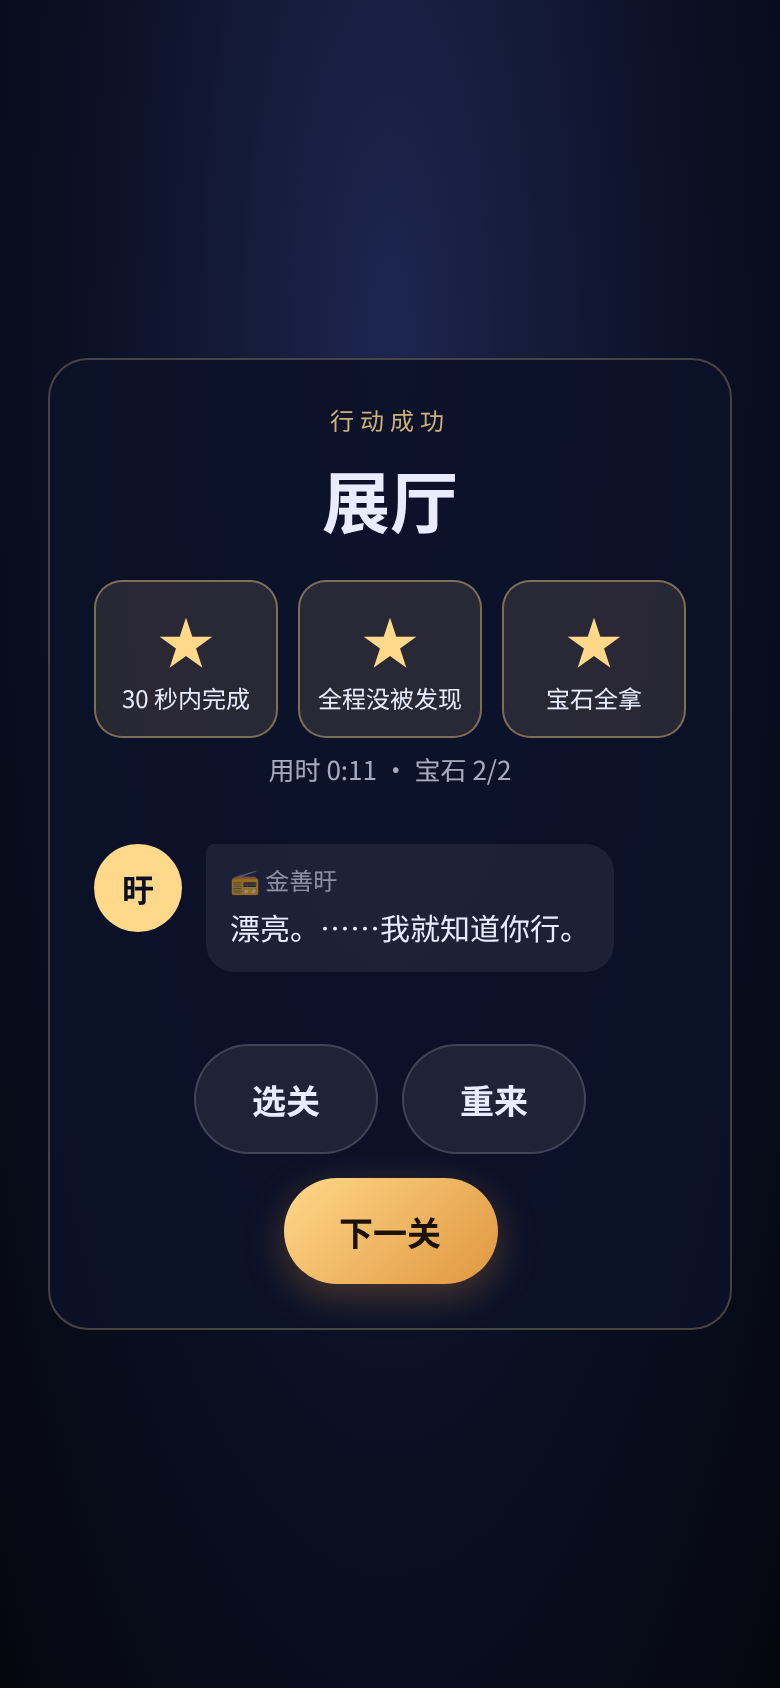 行动成功
展厅
30 秒内完成
全程没被发现
宝石全拿
用时 0:11 · 宝石 2/2
旴
📻 金善旴
漂亮。⋯⋯我就知道你行。
选关
重来
下一关